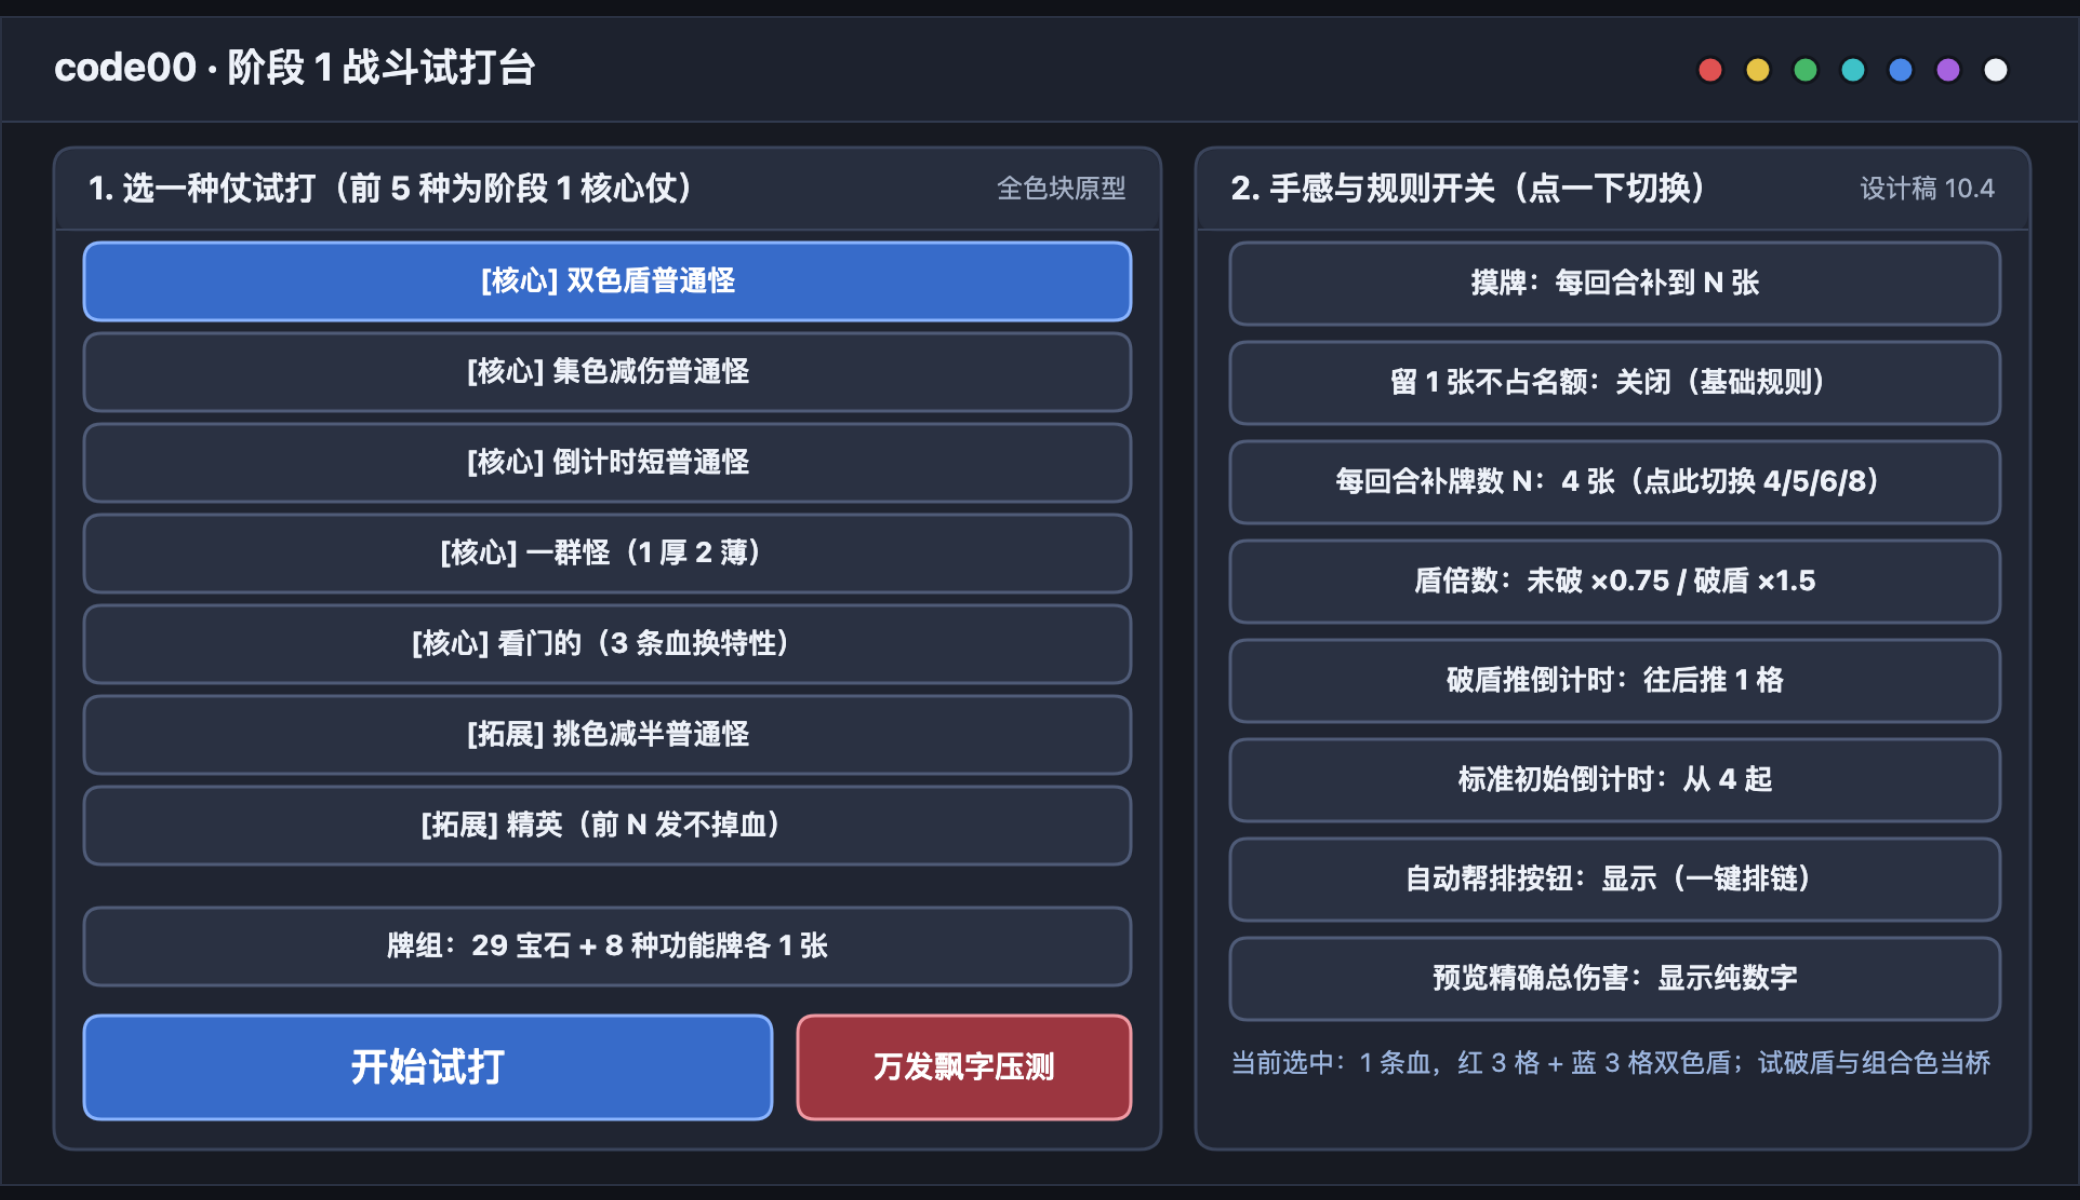 code00 · 阶段 1 战斗试打台
1. 选一种仗试打（前 5 种为阶段 1 核心仗）
全色块原型
[核心] 双色盾普通怪
[核心] 集色减伤普通怪
[核心] 倒计时短普通怪
[核心] 一群怪（1 厚 2 薄）
[核心] 看门的（3 条血换特性）
[拓展] 挑色减半普通怪
[拓展] 精英（前 N 发不掉血）
牌组：29 宝石 + 8 种功能牌各 1 张
开始试打
万发飘字压测
2. 手感与规则开关（点一下切换）
设计稿 10.4
摸牌：每回合补到 N 张
留 1 张不占名额：关闭（基础规则）
每回合补牌数 N：4 张（点此切换 4/5/6/8）
盾倍数：未破 ×0.75 / 破盾 ×1.5
破盾推倒计时：往后推 1 格
标准初始倒计时：从 4 起
自动帮排按钮：显示（一键排链）
预览精确总伤害：显示纯数字
当前选中：1 条血，红 3 格 + 蓝 3 格双色盾；试破盾与组合色当桥